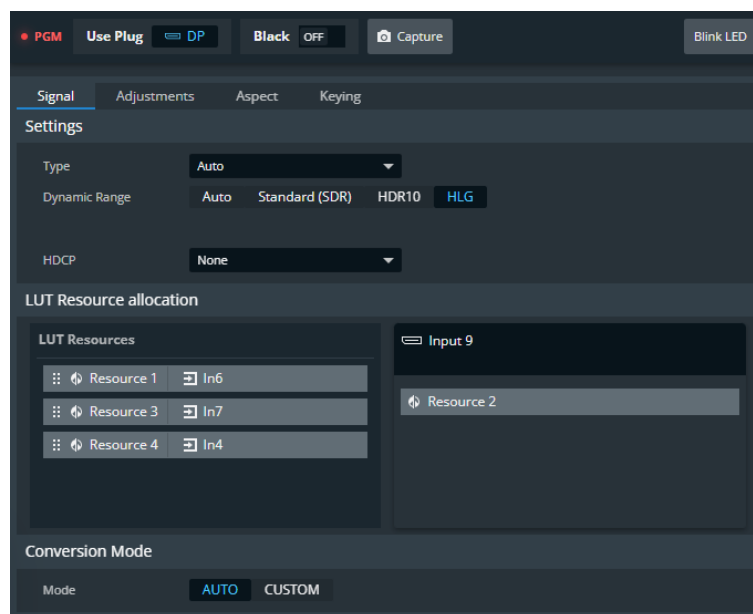 PGM Use Plug DP Black OFF Capture Blink LED
Signal Adjustments Aspect Keying
Settings
Type Auto
Dynamic Range Auto Standard (SDR) HDR10 HLG
HDCP None
LUT Resource allocation
LUT Resources
Resource 1 In6
Resource 3 In7
Resource 4 In4
Input 9
Resource 2
Conversion Mode
Mode AUTO CUSTOM